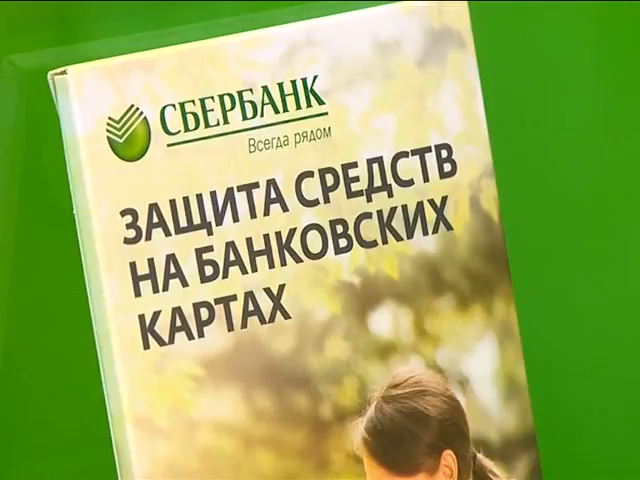 СБЕРБАНК
Всегда рядом
ЗАЩИТА СРЕДСТВ
НА БАНКОВСКИХ
КАРТАХ